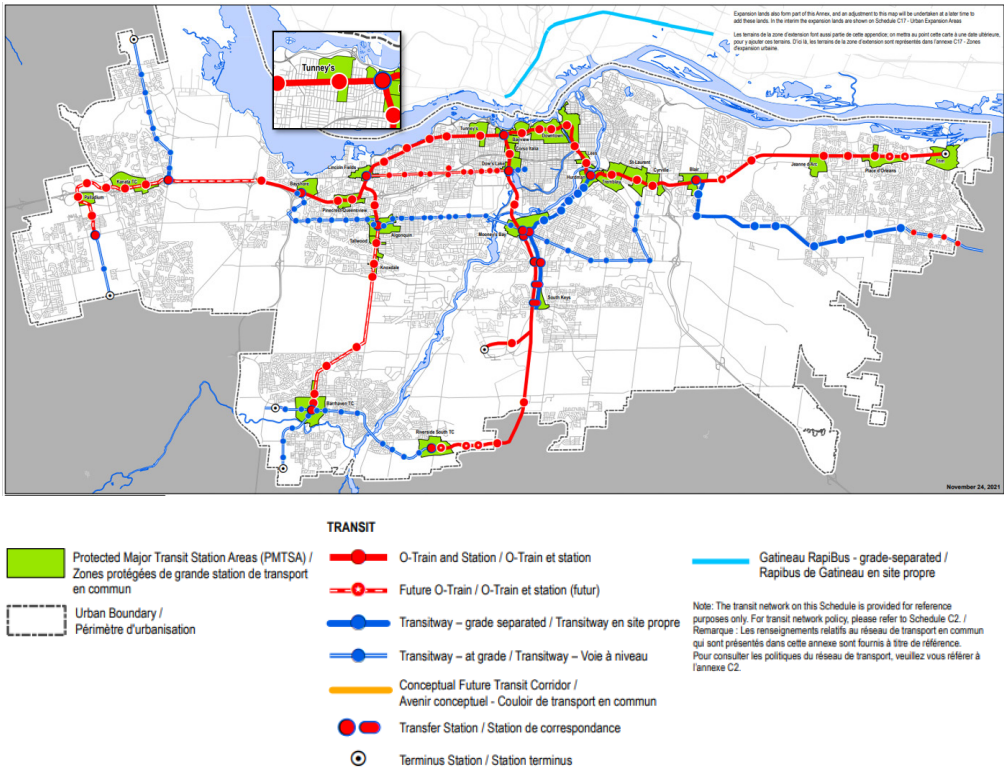 Expansion lands also form part of this Annex, and an adjustment to this map will be undertaken at a later time to
add these lands. In the interim the expansion lands are shown on Schedule C17 - Urban Expansion Areas
Les terrains de la zone d'extension font aussi partie de cette appendice; on mettra au point cette carte à une date ultérieure,
pour y ajouter ces terrains. D'ici là, les terrains de la zone d'extension sont représentés dans l'annexe C17 - Zones
d'expansion urbaine.
Tunney's
Tunney's
Bayview
Downtown
Corso Italia
Dow's Lake
Lees
Lincoln Fields
Hurdman
Tremblay
St-Laurent
Cyrville
Blair
Jeanne d'Arc
Place d'Orléans
Trim
Kanata TC
Palladium
Bayshore
Pinecrest/Queensview
Algonquin
Tallwood
Knoxdale
Mooney's Bay
South Keys
Barrhaven TC
Riverside South TC
November 24, 2021
Protected Major Transit Station Areas (PMTSA) /
Zones protégées de grande station de transport
en commun
Urban Boundary /
Périmètre d'urbanisation
TRANSIT
O-Train and Station / O-Train et station
Future O-Train / O-Train et station (futur)
Transitway – grade separated / Transitway en site propre
Transitway – at grade / Transitway – Voie à niveau
Conceptual Future Transit Corridor /
Avenir conceptuel - Couloir de transport en commun
Transfer Station / Station de correspondance
Terminus Station / Station terminus
Gatineau RapiBus - grade-separated /
Rapibus de Gatineau en site propre
Note: The transit network on this Schedule is provided for reference
purposes only. For transit network policy, please refer to Schedule C2. /
Remarque : Les renseignements relatifs au réseau de transport en commun
qui sont présentés dans cette annexe sont fournis à titre de référence.
Pour consulter les politiques du réseau de transport, veuillez vous référer à
l'annexe C2.